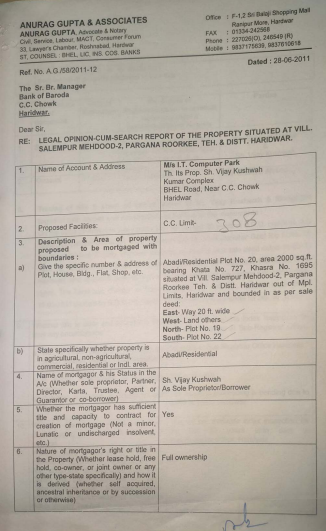 ANURAG GUPTA & ASSOCIATES
ANURAG GUPTA, Advocate & Notary
Civil, Service, Labour, MACT, Consumer Forum
33, Lawyer's Chamber, Roshnabad, Hardwar
ST, COUNSEL : BHEL, LIC, INS. COS. BANKS
Office : F-1,2 Sri Balaji Shopping Mall
Ranipur More, Hardwar
FAX : 01334-242568
Phone : 227026(O), 246549 (R)
Mobile : 9837175639, 9837810618
Ref. No. A.G./58/2011-12
Dated : 28-06-2011
The Sr. Br. Manager
Bank of Baroda
C.C. Chowk
Hardwar.
Dear Sir,
RE: LEGAL OPINION-CUM-SEARCH REPORT OF THE PROPERTY SITUATED AT VILL.
SALEMPUR MEHDOOD-2, PARGANA ROORKEE, TEH. & DISTT. HARDWAR.
1. Name of Account & Address
M/s I.T. Computer Park
Th. Its Prop. Sh. Vijay Kushwah
Kumar Complex
BHEL Road, Near C.C. Chowk
Hardwar
2. Proposed Facilities:
C.C. Limit- 308
3. Description & Area of property
proposed to be mortgaged with
boundaries :
a) Give the specific number & address of
Plot, House, Bldg., Flat, Shop, etc.
Abadi/Residential Plot No. 20, area 2000 sq.ft.
bearing Khata No. 727, Khasra No. 1695
situated at Vill. Salempur Mehdood-2, Pargana
Roorkee Teh. & Distt. Hardwar out of Mpl.
Limits, Hardwar and bounded in as per sale
deed:
East- Way 20 ft. wide
West- Land others
North- Plot No. 19
South- Plot No. 22
b) State specifically whether property is
in agricultural, non-agricultural,
commercial, residential or Indl. area.
Abadi/Residential
4. Name of mortgagor & his Status in the
A/c (Whether sole proprietor, Partner,
Director, Karta, Trustee, Agent or
Guarantor or co-borrower)
Sh. Vijay Kushwah
As Sole Proprietor/Borrower
5. Whether the mortgagor has sufficient
title and capacity to contract for
creation of mortgage (Not a minor,
Lunatic or undischarged insolvent,
etc.)
Yes
6. Nature of mortgagor's right or title in
the Property (Whether lease hold, free
hold, co-owner, or joint owner or any
other type-state specifically) and how it
is derived (whether self acquired,
ancestral inheritance or by succession
or otherwise)
Full ownership